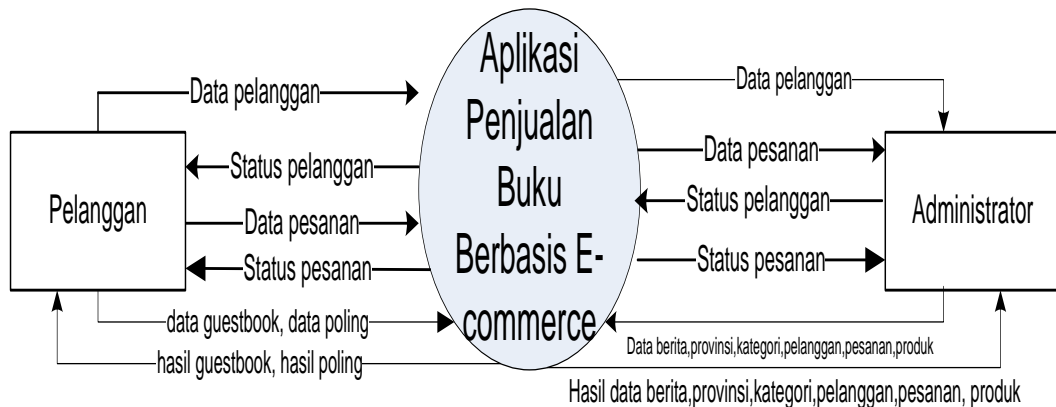 Aplikasi
Penjualan
Buku
Berbasis E-
commerce
Pelanggan
Data pelanggan
Status pelanggan
Data pesanan
Status pesanan
data guestbook, data poling
hasil guestbook, hasil poling
Data pelanggan
Data pesanan
Status pelanggan
Status pesanan
Administrator
Data berita,provinsi,kategori,pelanggan,pesanan,produk
Hasil data berita,provinsi,kategori,pelanggan,pesanan, produk